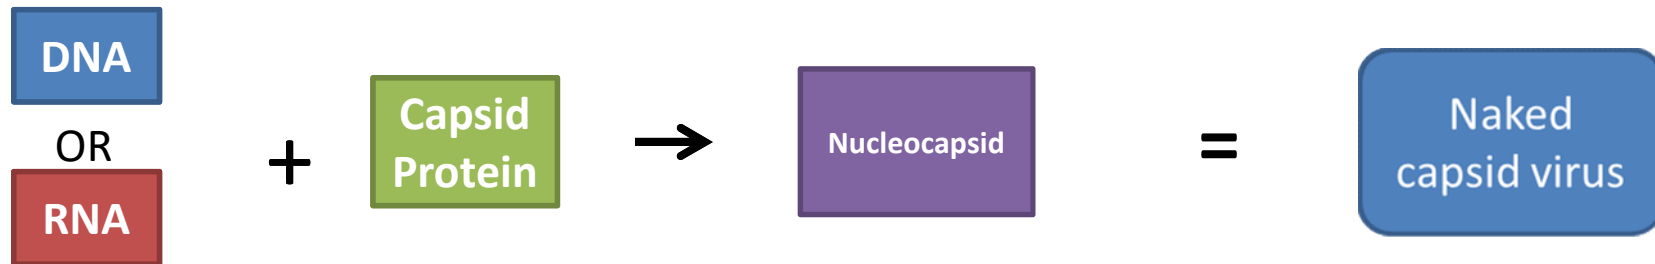 DNA
OR
RNA
+
Capsid
Protein
→
Nucleocapsid
=
Naked
capsid virus